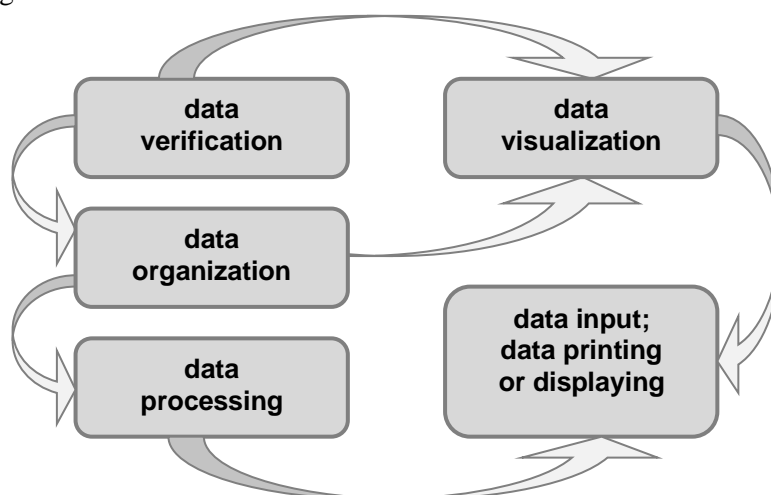 data
verification
data
visualization
data
organization
data input;
data printing
or displaying
data
processing